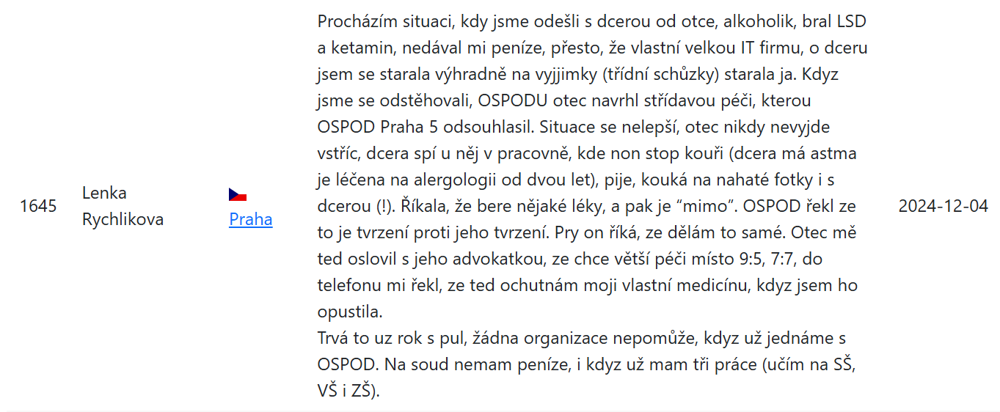 Procházím situaci, kdy jsme odešli s dcerou od otce, alkoholik, bral LSD
a ketamin, nedával mi peníze, přesto, že vlastní velkou IT firmu, o dceru
jsem se starala výhradně na vyjjimky (třídní schůzky) starala ja. Kdyz
jsme se odstěhovali, OSPODU otec navrhl střídavou péči, kterou
OSPOD Praha 5 odsouhlasil. Situace se nelepší, otec nikdy nevyjde
vstříc, dcera spí u něj v pracovně, kde non stop kouři (dcera má astma
je léčena na alergologii od dvou let), pije, kouká na nahaté fotky i s
dcerou (!). Říkala, že bere nějaké léky, a pak je “mimo”. OSPOD řekl ze
to je tvrzení proti jeho tvrzení. Pry on říká, ze dělám to samé. Otec mě
ted oslovil s jeho advokatkou, ze chce větší péči místo 9:5, 7:7, do
telefonu mi řekl, ze ted ochutnám moji vlastní medicínu, kdyz jsem ho
opustila.
Trvá to uz rok s pul, žádna organizace nepomůže, kdyz už jednáme s
OSPOD. Na soud nemam peníze, i kdyz už mam tři práce (učím na SŠ,
VŠ i ZŠ).
1645
Lenka
Rychlikova
Praha
2024-12-04